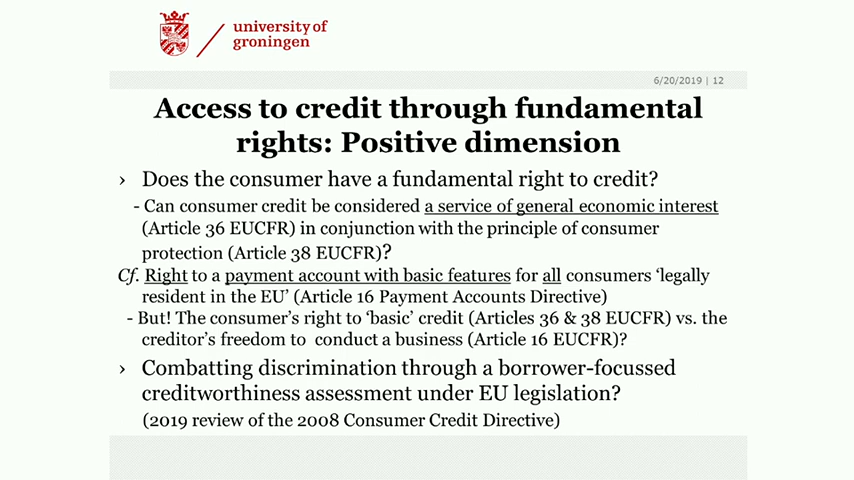 university of
groningen
6/20/2019 | 12
Access to credit through fundamental
rights: Positive dimension
› Does the consumer have a fundamental right to credit?
- Can consumer credit be considered a service of general economic interest
(Article 36 EUCFR) in conjunction with the principle of consumer
protection (Article 38 EUCFR)?
Cf. Right to a payment account with basic features for all consumers ‘legally
resident in the EU’ (Article 16 Payment Accounts Directive)
- But! The consumer’s right to ‘basic’ credit (Articles 36 & 38 EUCFR) vs. the
creditor’s freedom to conduct a business (Article 16 EUCFR)?
› Combatting discrimination through a borrower-focussed
creditworthiness assessment under EU legislation?
(2019 review of the 2008 Consumer Credit Directive)